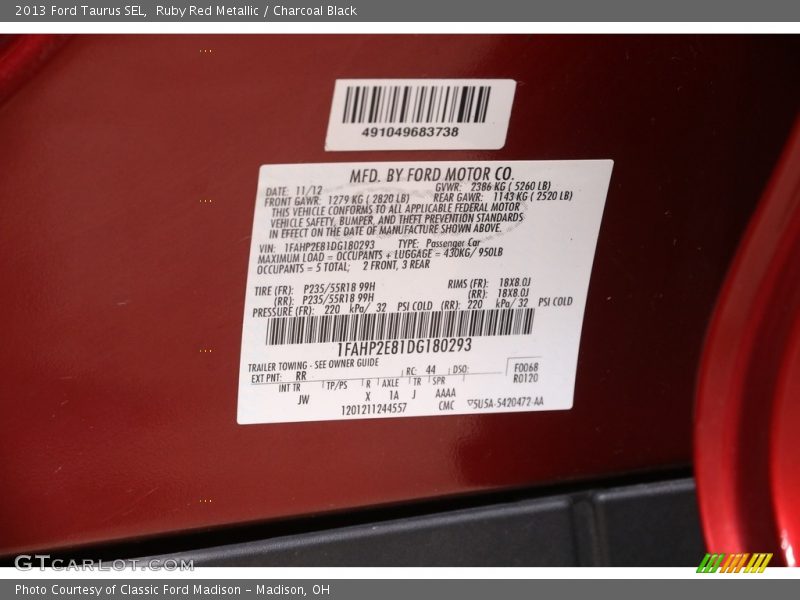 2013 Ford Taurus SEL,  Ruby Red Metallic / Charcoal Black
491049683738
MFD. BY FORD MOTOR CO.
DATE: 11/12 GVWR: 2386 KG ( 5260 LB)
FRONT GAWR: 1279 KG ( 2820 LB) REAR GAWR: 1143 KG ( 2520 LB)
THIS VEHICLE CONFORMS TO ALL APPLICABLE FEDERAL MOTOR
VEHICLE SAFETY, BUMPER, AND THEFT PREVENTION STANDARDS
IN EFFECT ON THE DATE OF MANUFACTURE SHOWN ABOVE.
VIN: 1FAHP2E81DG180293 TYPE: Passenger Car
MAXIMUM LOAD = OCCUPANTS + LUGGAGE = 430KG/ 950LB
OCCUPANTS = 5 TOTAL; 2 FRONT, 3 REAR
TIRE (FR): P235/55R18 99H RIMS (FR): 18X8.0J
(RR): P235/55R18 99H (RR): 18X8.0J
PRESSURE (FR): 220 kPa/ 32 PSI COLD (RR): 220 kPa/ 32 PSI COLD
1FAHP2E81DG180293
TRAILER TOWING - SEE OWNER GUIDE
EXT PNT: RR RC: 44 DSO: F0068
INT TR TP/PS R AXLE TR SPR R0120
JW X 1A J AAAA
1201211244557 CMC ▽5U5A-5420472-AA
GTCARLOT.COM
Photo Courtesy of Classic Ford Madison - Madison, OH